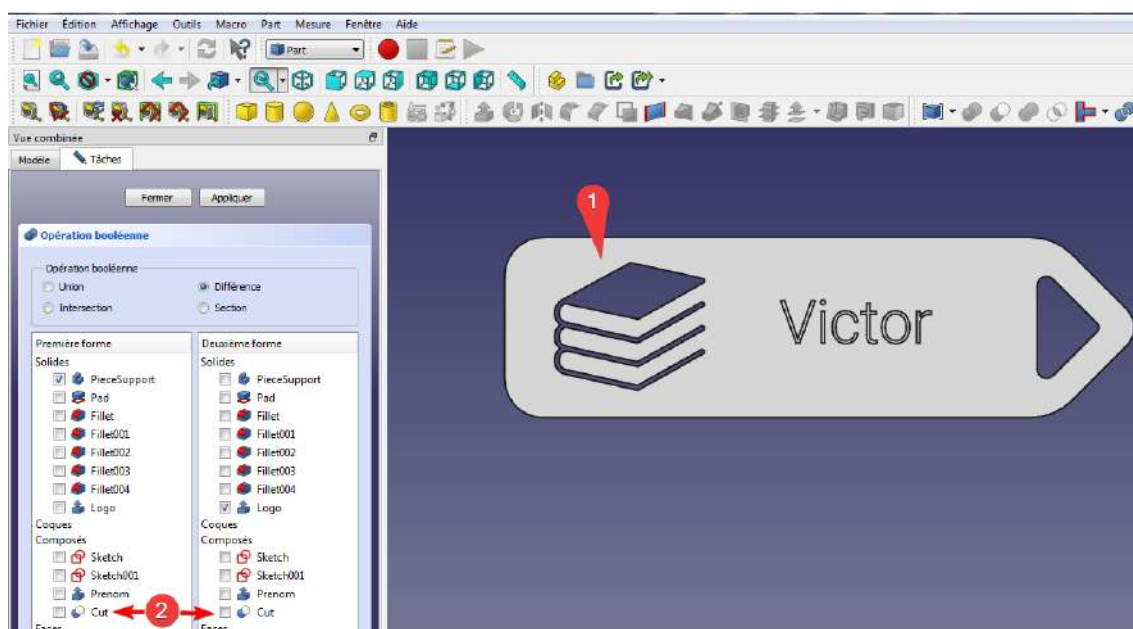 Fichier Édition Affichage Outils Macro Part Mesure Fenêtre Aide
Part
Vue combinée
Modèle Tâches
Fermer Appliquer
Opération booléenne
Opération booléenne
Union Différence
Intersection Section
Première forme Deuxième forme
Solides Solides
PieceSupport PieceSupport
Pad Pad
Fillet Fillet
Fillet001 Fillet001
Fillet002 Fillet002
Fillet003 Fillet003
Fillet004 Fillet004
Logo Logo
Coques Coques
Composés Composés
Sketch Sketch
Sketch001 Sketch001
Prenom Prenom
Cut 2 Cut
Faces Faces
1
Victor